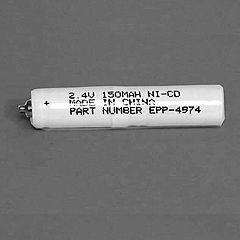 +
2.4V 150MAH NI-CD
MADE IN CHINA
PART NUMBER EPP-4974